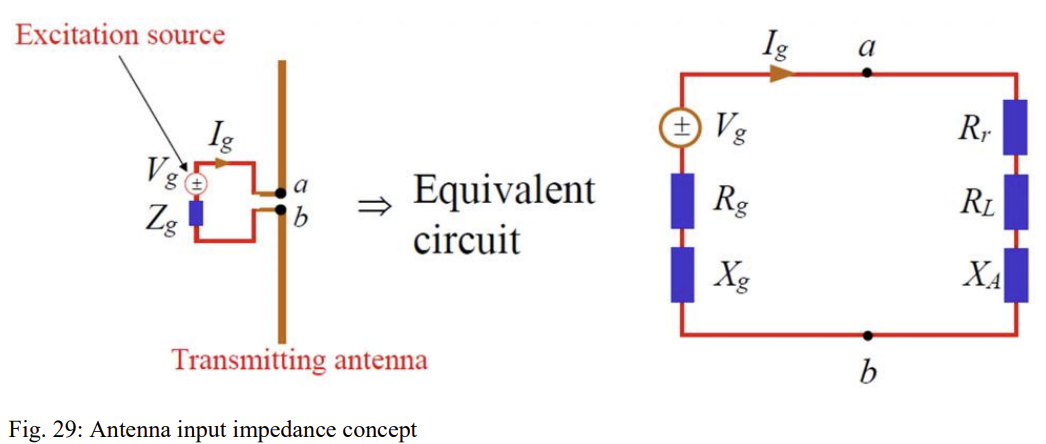 Excitation source
I_g
V_g
±
Z_g
a
b
Transmitting antenna
⇒
Equivalent
circuit
I_g
a
±
V_g
R_r
R_g
R_L
X_g
X_A
b
Fig. 29: Antenna input impedance concept